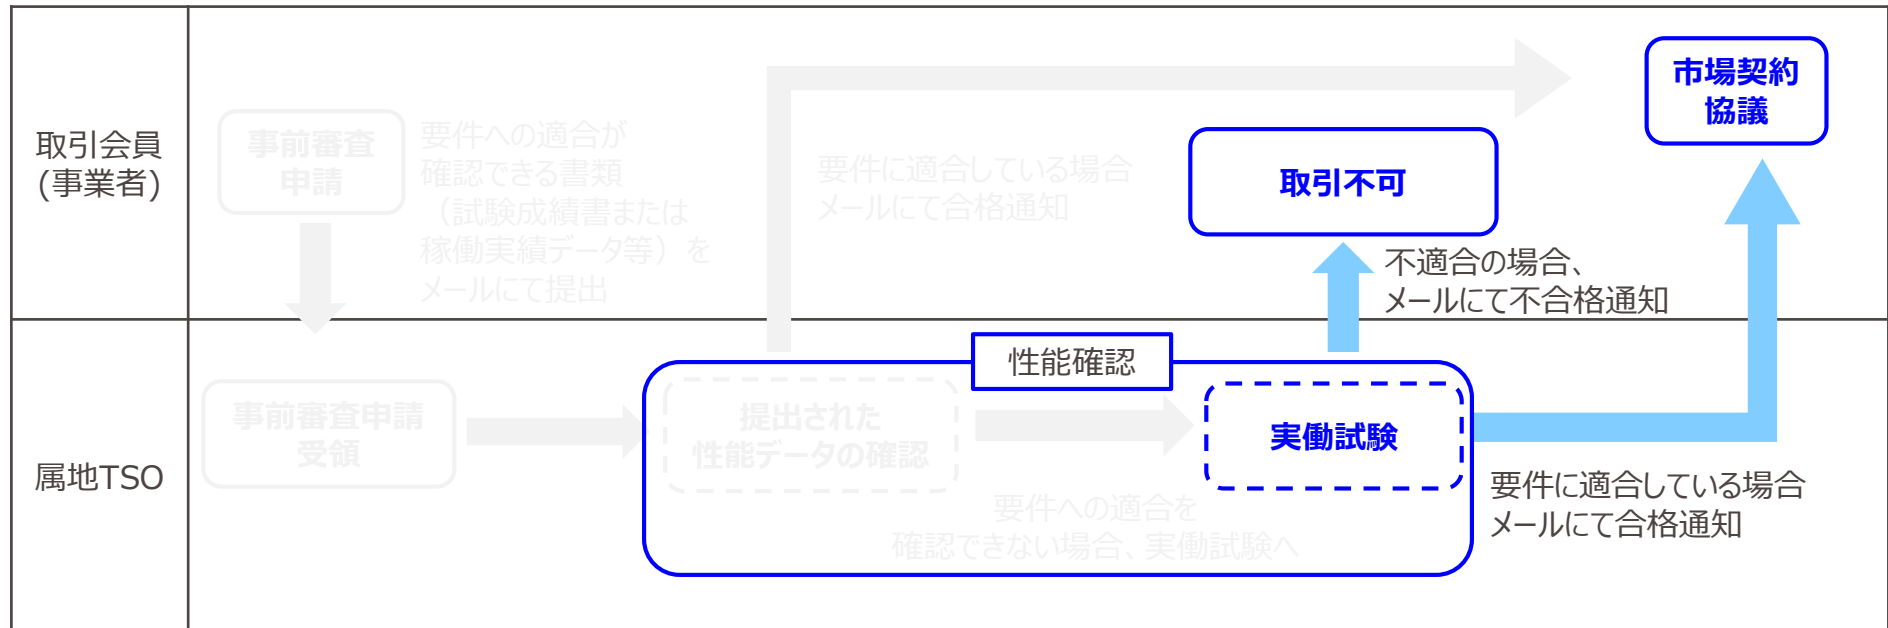 取引会員
(事業者)
事前審査
申請
要件への適合が
確認できる書類
（試験成績書または
稼働実績データ等）を
メールにて提出
要件に適合している場合
メールにて合格通知
取引不可
市場契約
協議
不適合の場合、
メールにて不合格通知
属地TSO
事前審査申請
受領
性能確認
提出された
性能データの確認
実働試験
要件への適合を
確認できない場合、実働試験へ
要件に適合している場合
メールにて合格通知